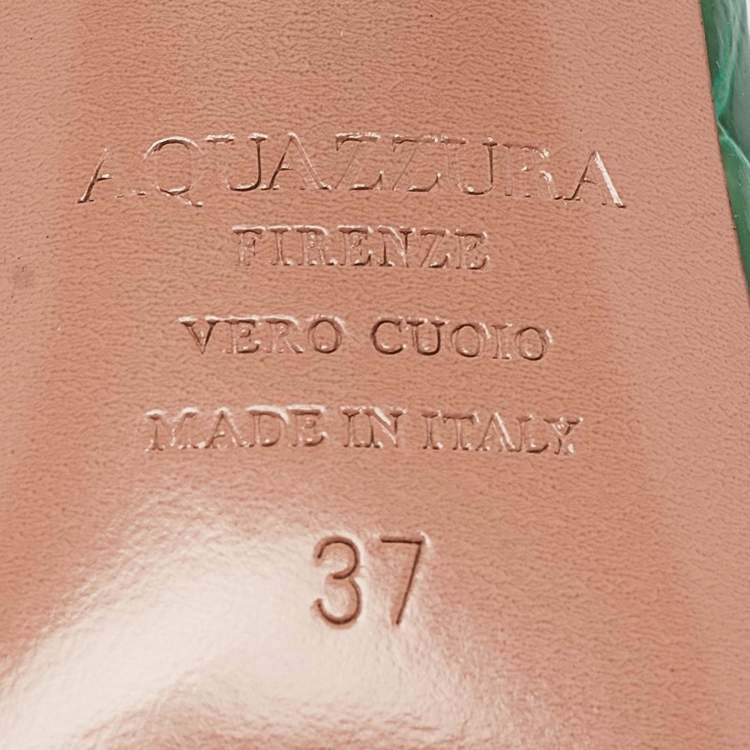 AQUAZZURA
FIRENZE
VERO CUOIO
MADE IN ITALY
37